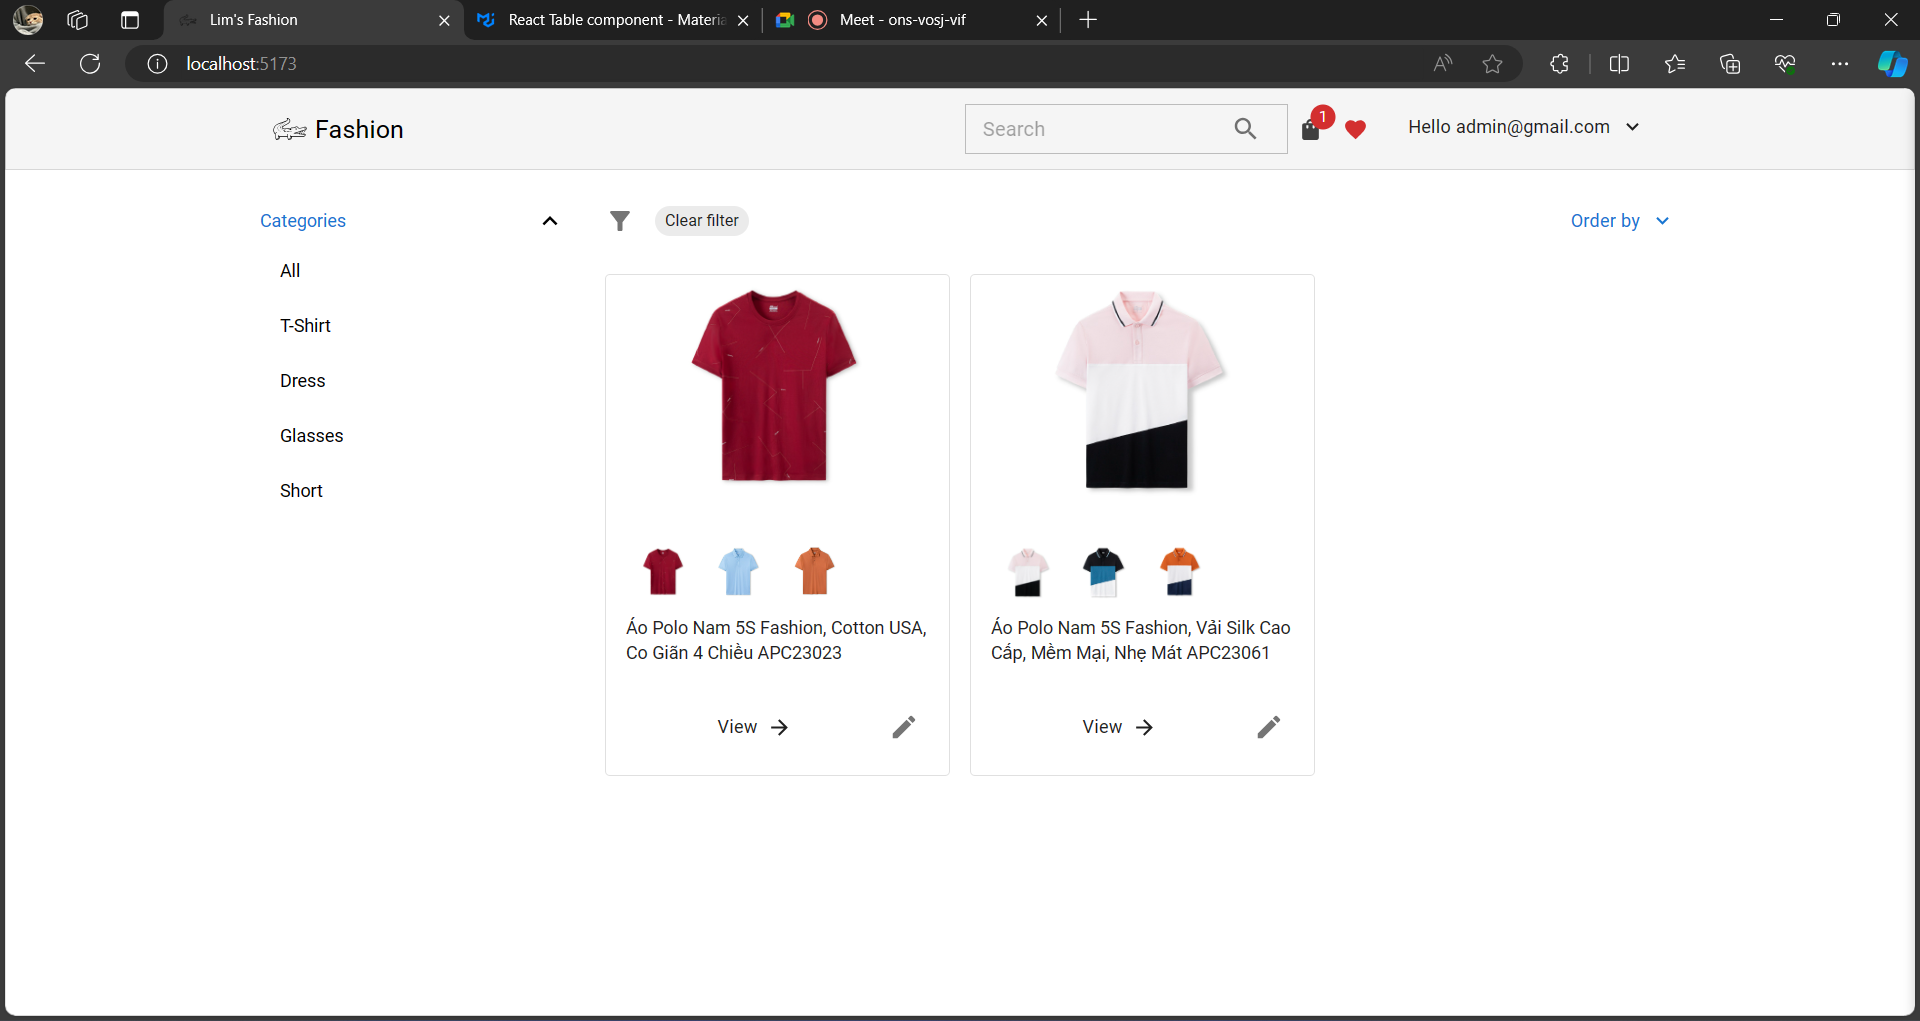 Lim's Fashion
React Table component - Materia
Meet - ons-vosj-vif
localhost:5173
Fashion
Search
1
Hello admin@gmail.com
Categories
Clear filter
Order by
All
T-Shirt
Dress
Glasses
Short
Áo Polo Nam 5S Fashion, Cotton USA,
Co Giãn 4 Chiều APC23023
View
Áo Polo Nam 5S Fashion, Vải Silk Cao
Cấp, Mềm Mại, Nhẹ Mát APC23061
View